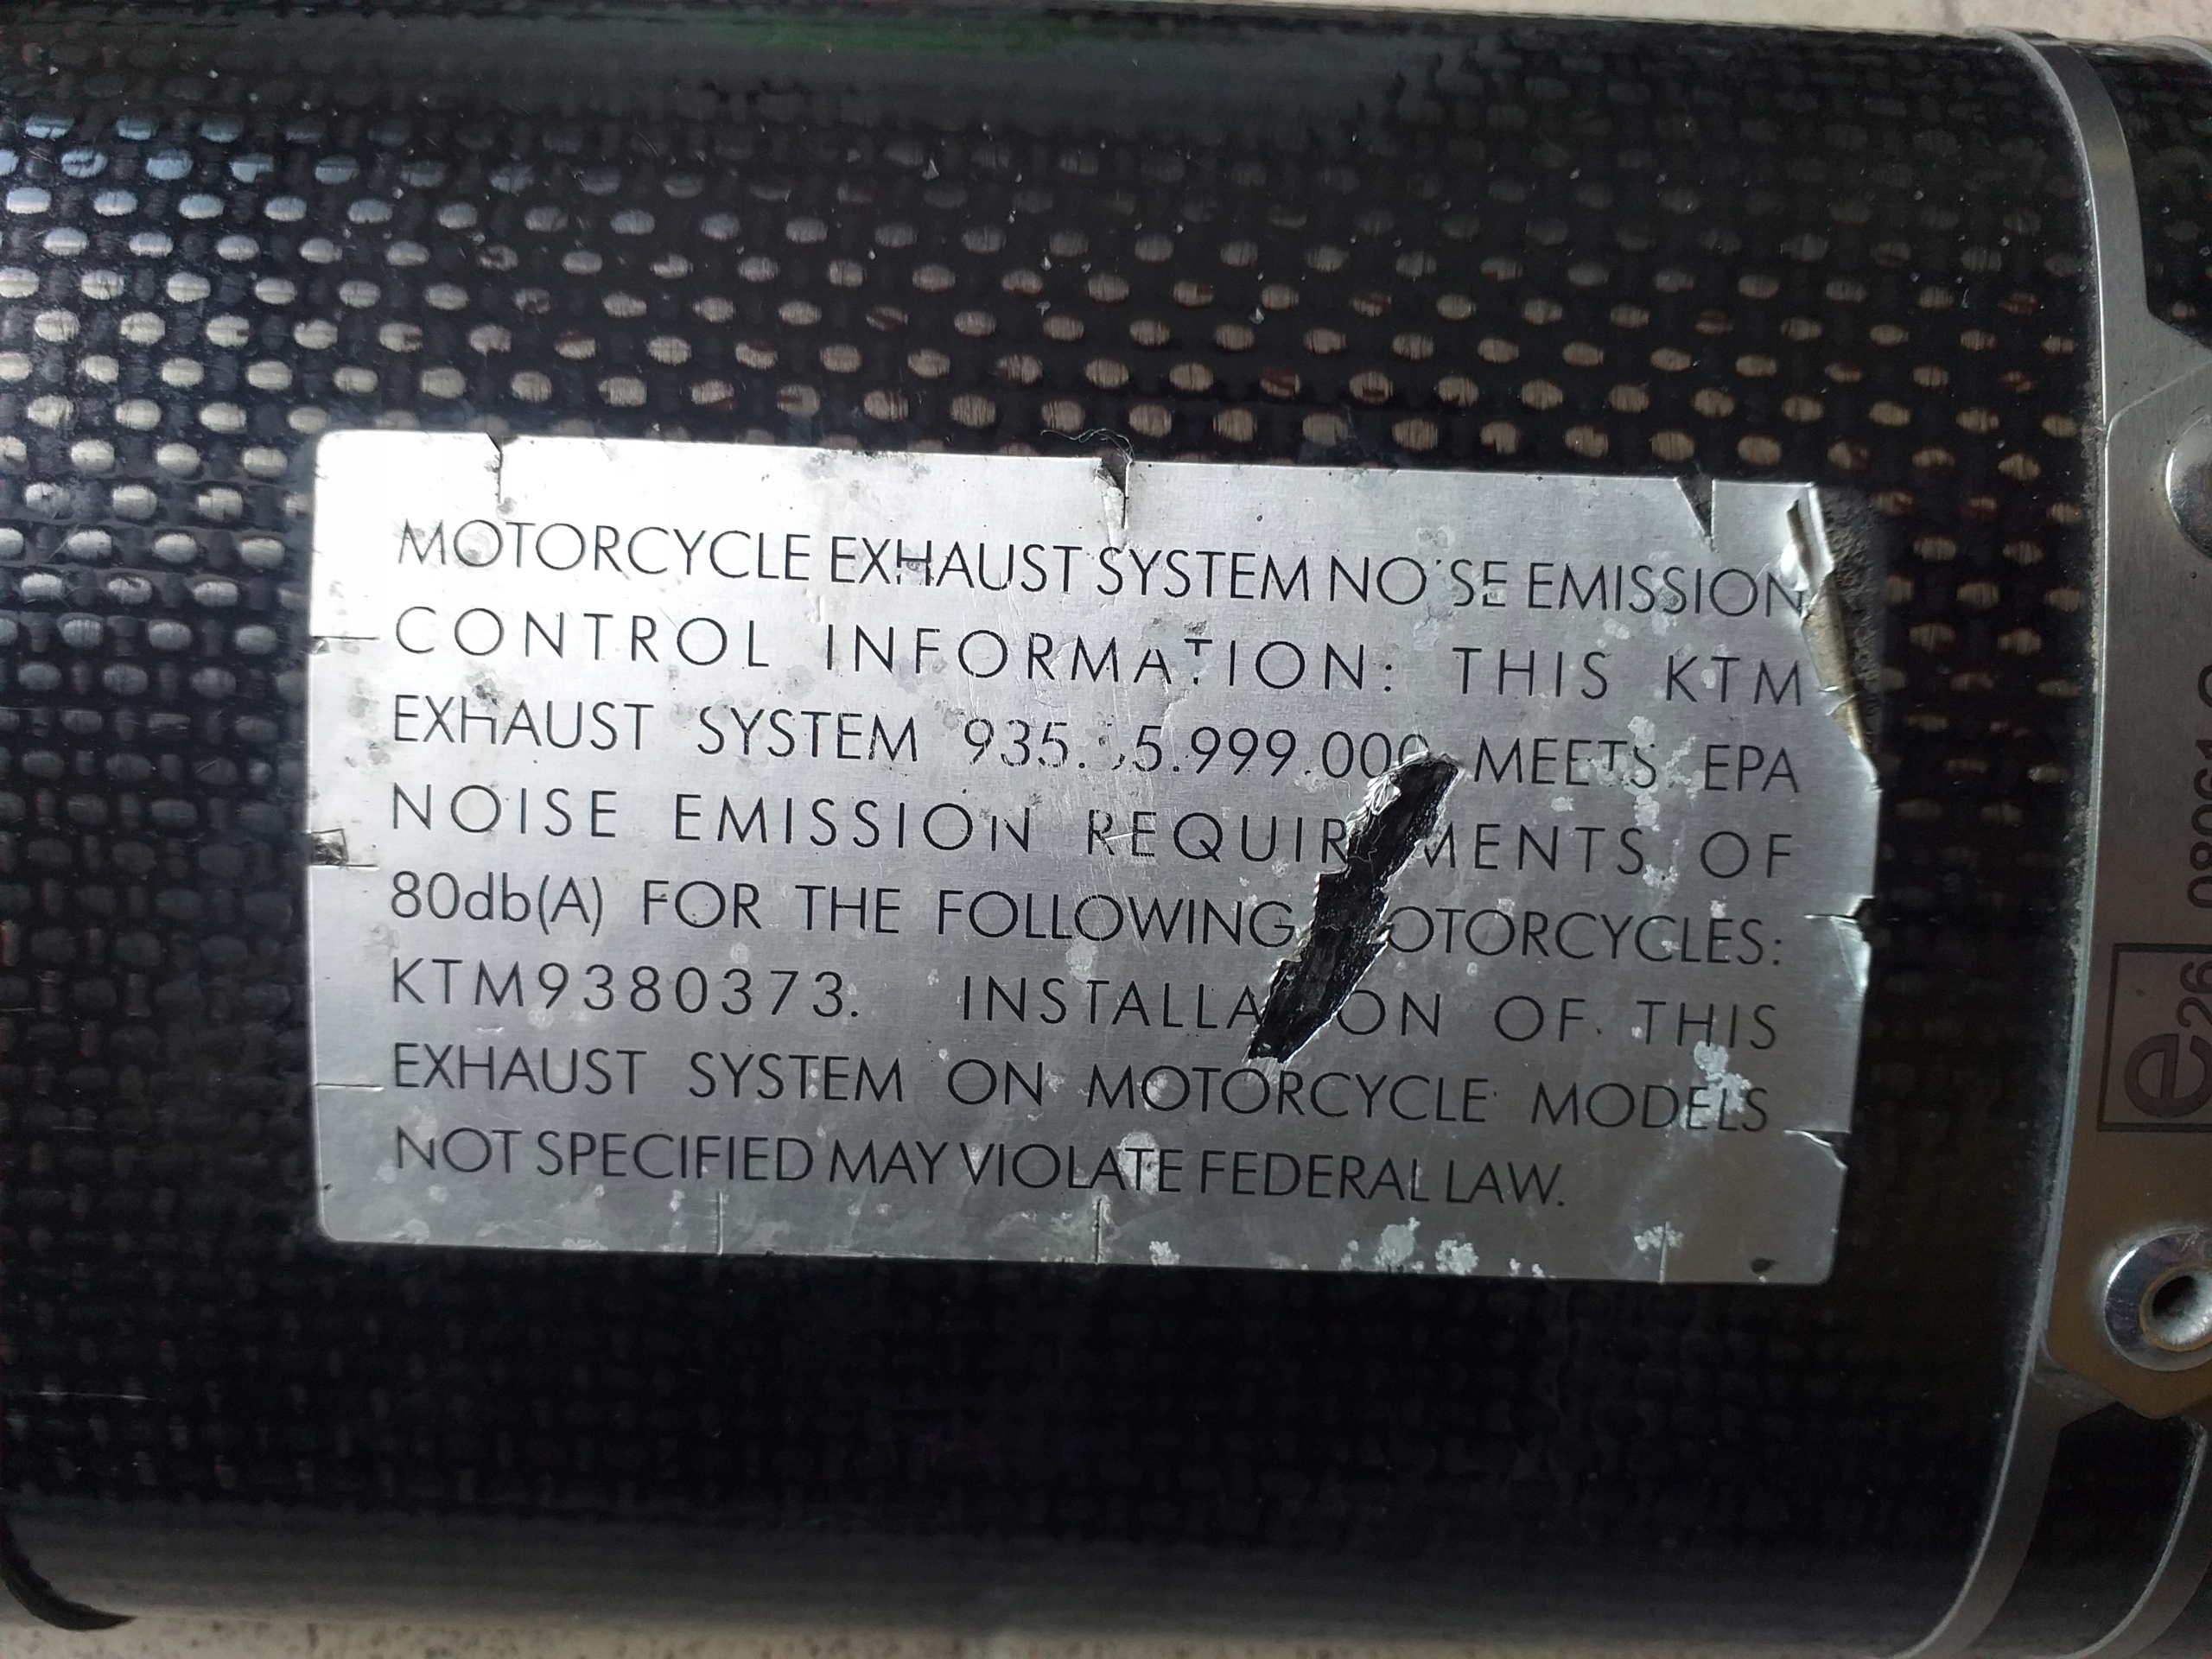 MOTORCYCLE EXHAUST SYSTEM NOISE EMISSION
CONTROL INFORMATION: THIS KTM
EXHAUST SYSTEM MEETS EPA
NOISE EMISSION REQUIREMENTS OF
80db(A) FOR THE FOLLOWING MOTORCYCLES:
KTM9380373. INSTALLATION OF THIS
EXHAUST SYSTEM ON MOTORCYCLE MODELS
NOT SPECIFIED MAY VIOLATE FEDERAL LAW.
e26